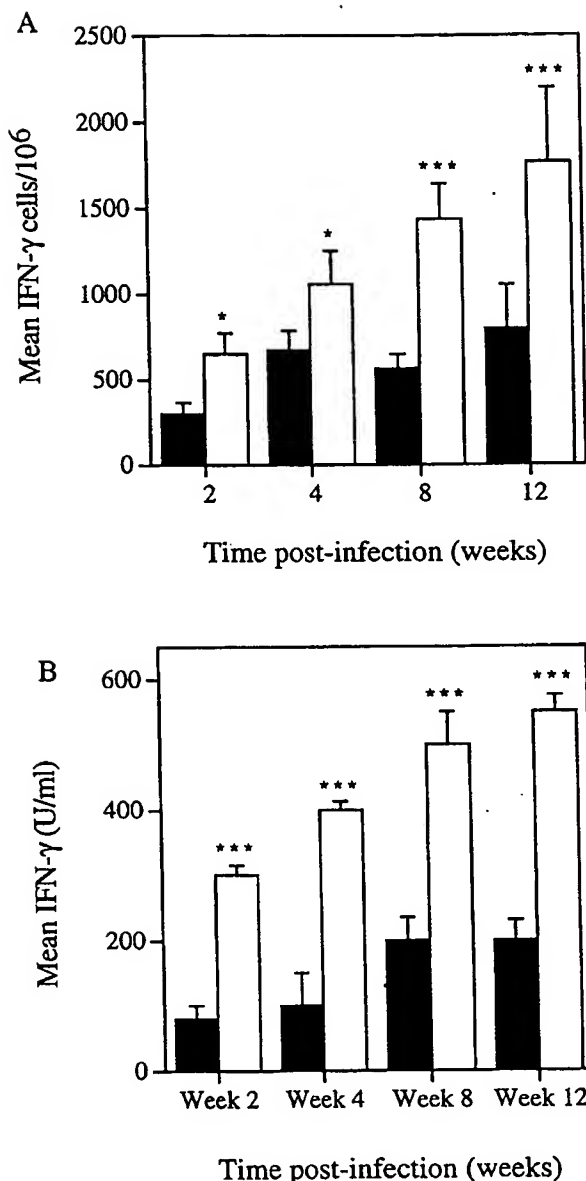 A
Mean IFN-γ cells/10⁶
2500
2000
1500
1000
500
0
*
*
***
***
2 4 8 12
Time post-infection (weeks)
B
Mean IFN-γ (U/ml)
600
400
200
0
***
***
***
***
Week 2 Week 4 Week 8 Week 12
Time post-infection (weeks)